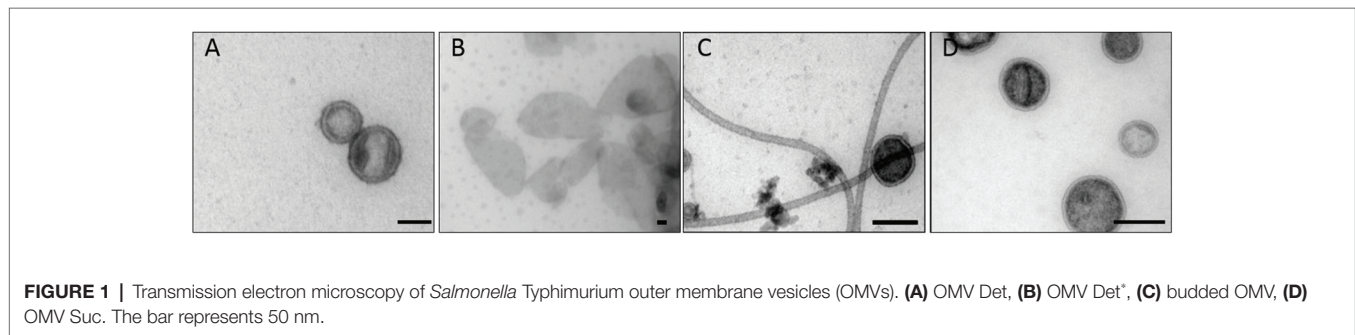 A
B
C
D
FIGURE 1 | Transmission electron microscopy of Salmonella Typhimurium outer membrane vesicles (OMVs). (A) OMV Det, (B) OMV Det*, (C) budded OMV, (D)
OMV Suc. The bar represents 50 nm.